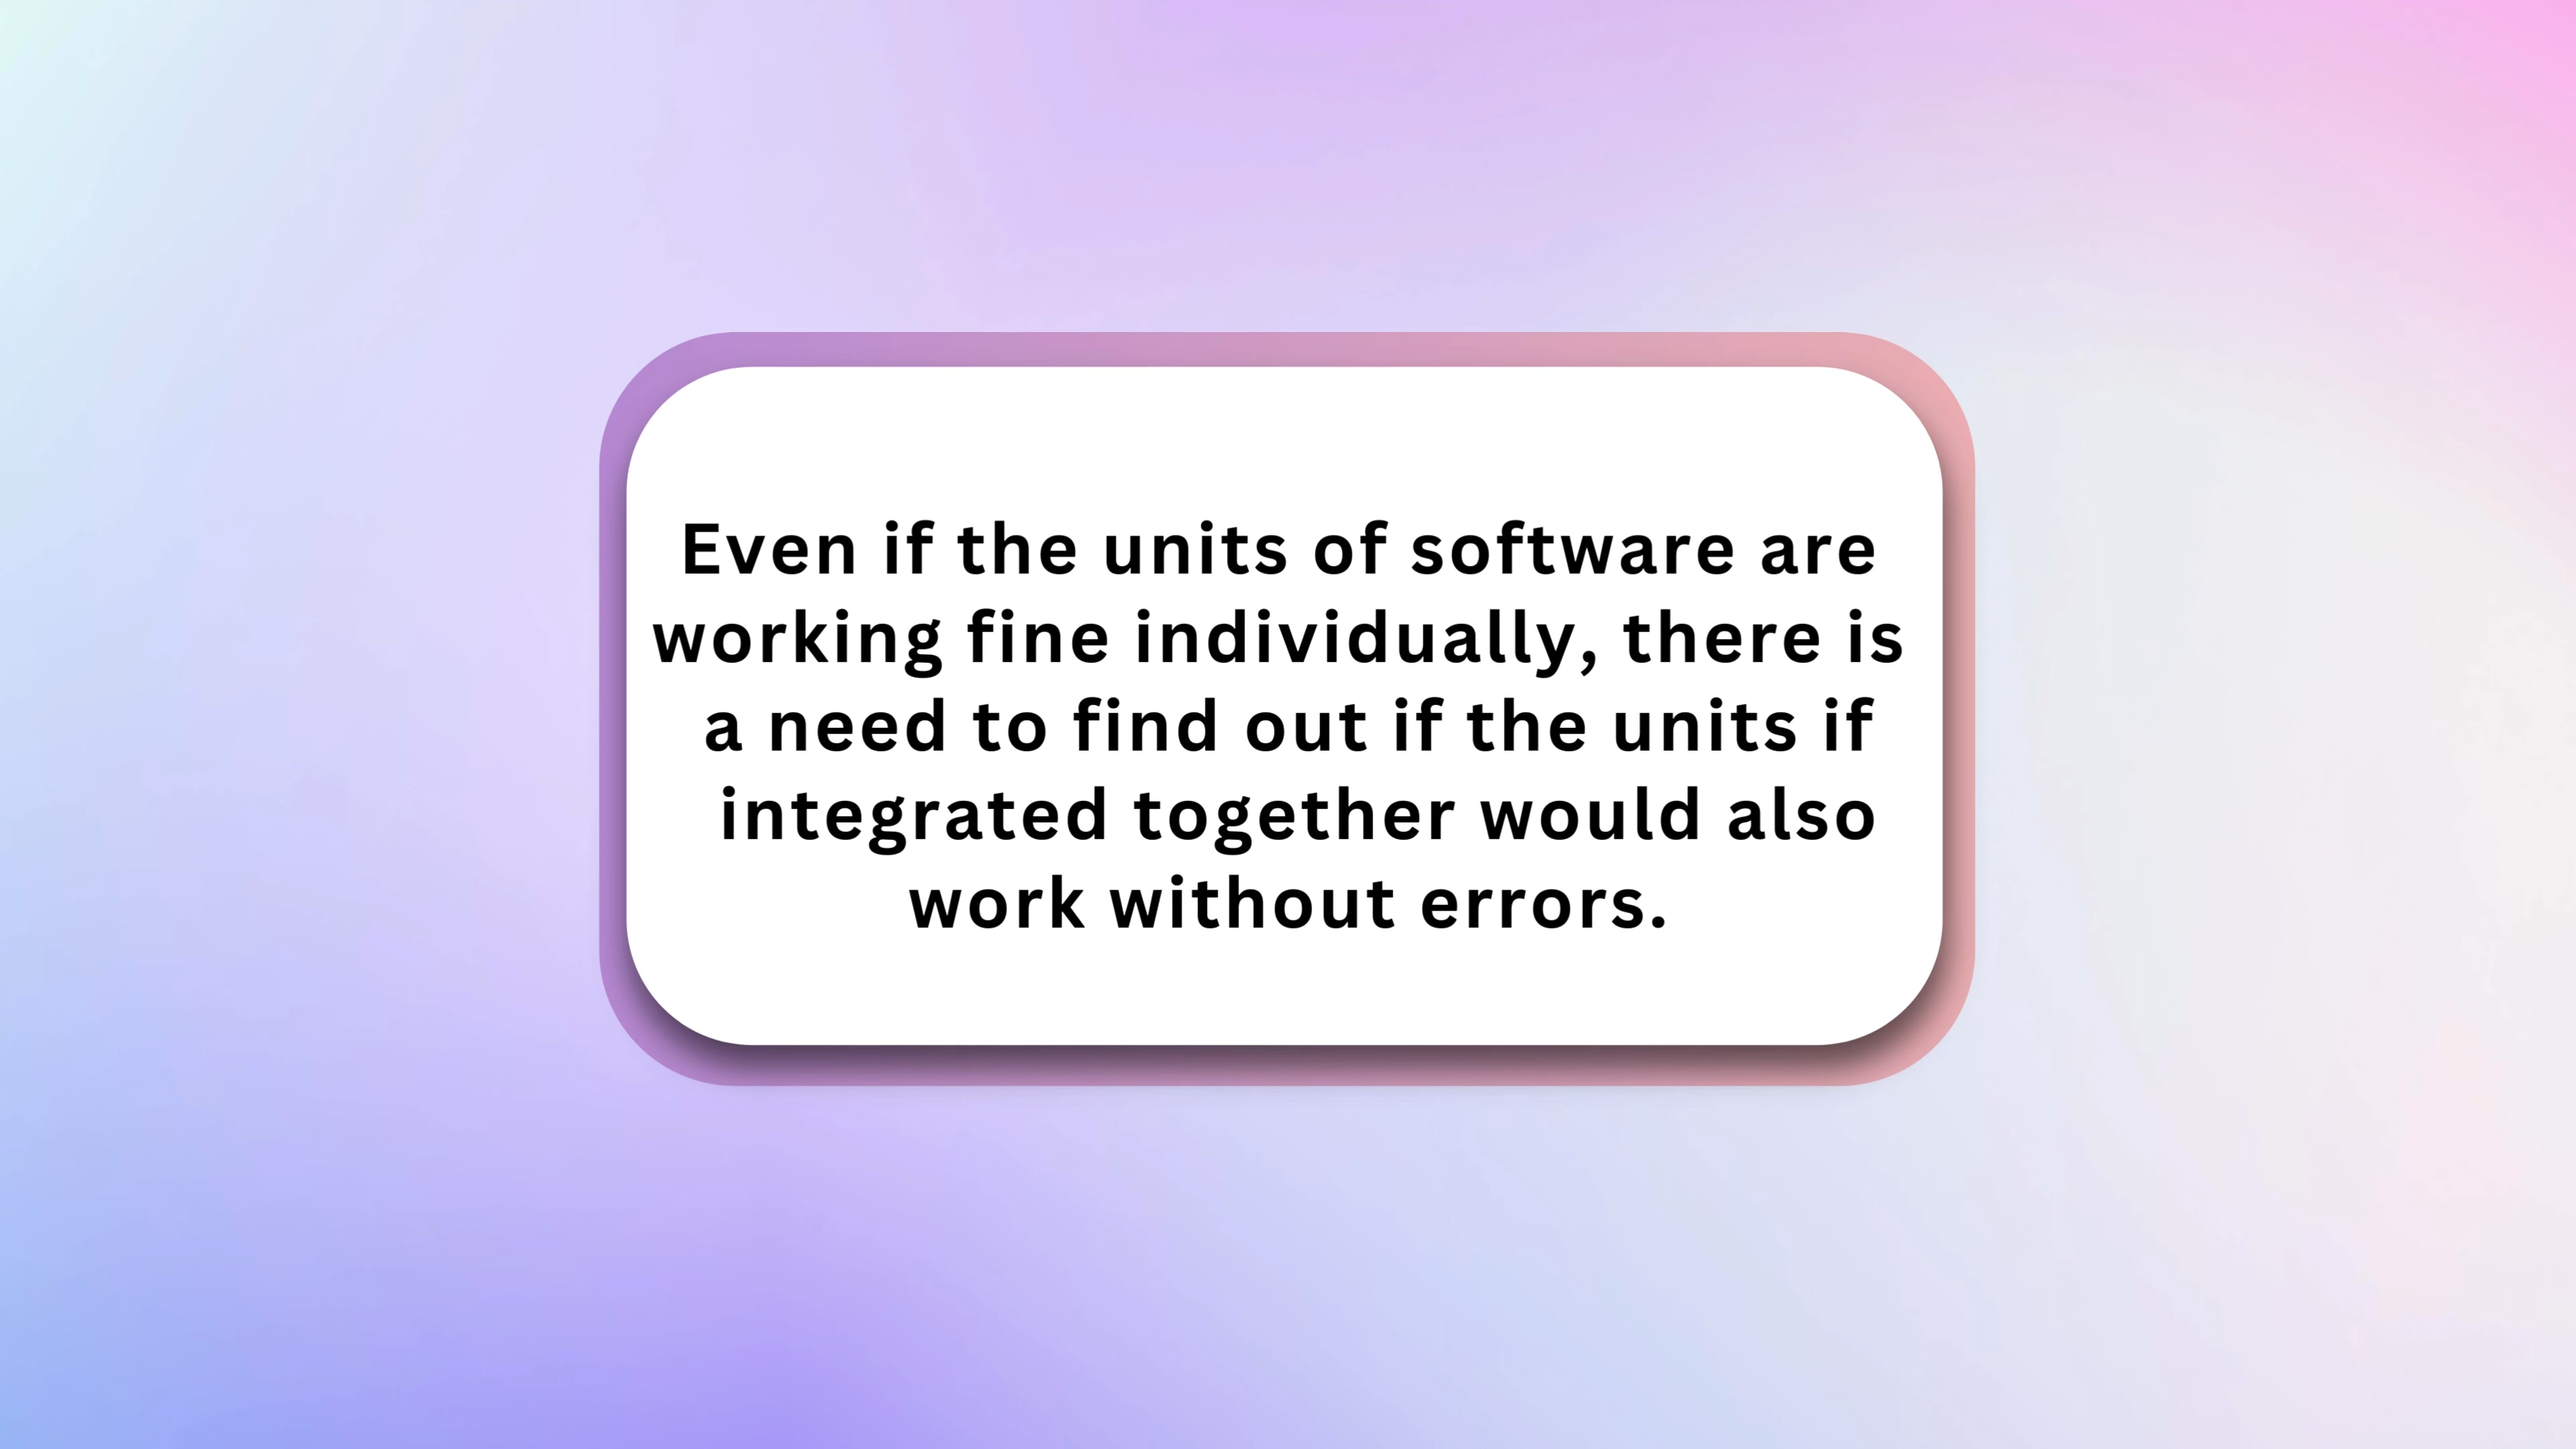 Even if the units of software are
working fine individually, there is
a need to find out if the units if
integrated together would also
work without errors.